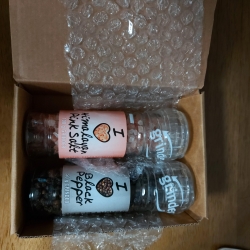 I
Himalayan
Pink Salt
grinder
I
Black
Pepper
grinder